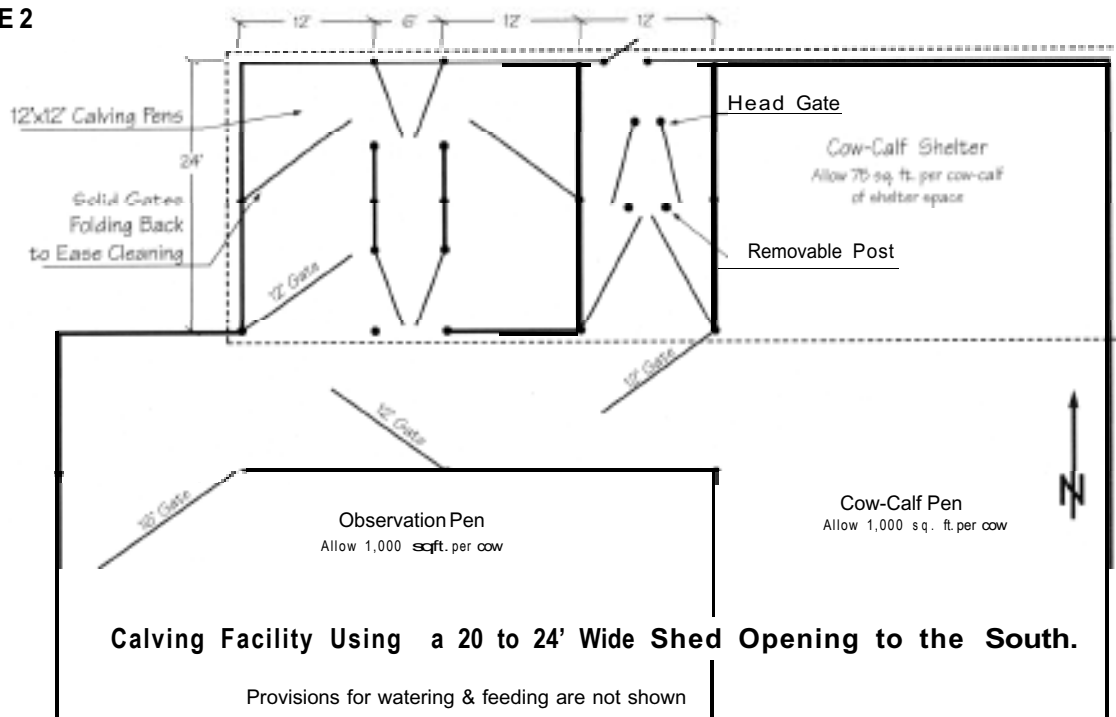 E 2
12' 6' 12' 12'
12'x12' Calving Pens
24'
Solid Gates
Folding Back
to Ease Cleaning
12' Gate
Head Gate
Cow-Calf Shelter
Allow 75 sq. ft. per cow-calf
of shelter space
Removable Post
12' Gate
12' Gate
16' Gate
N
Observation Pen
Allow 1,000 sqft. per cow
Cow-Calf Pen
Allow 1,000 sq. ft. per cow
Calving Facility Using a 20 to 24' Wide Shed Opening to the South.
Provisions for watering & feeding are not shown